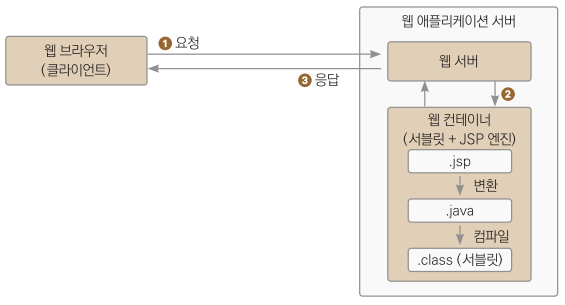 웹 애플리케이션 서버
웹 브라우저
(클라이언트)
1 요청
3 응답
웹 서버
2
웹 컨테이너
(서블릿 + JSP 엔진)
.jsp
변환
.java
컴파일
.class (서블릿)